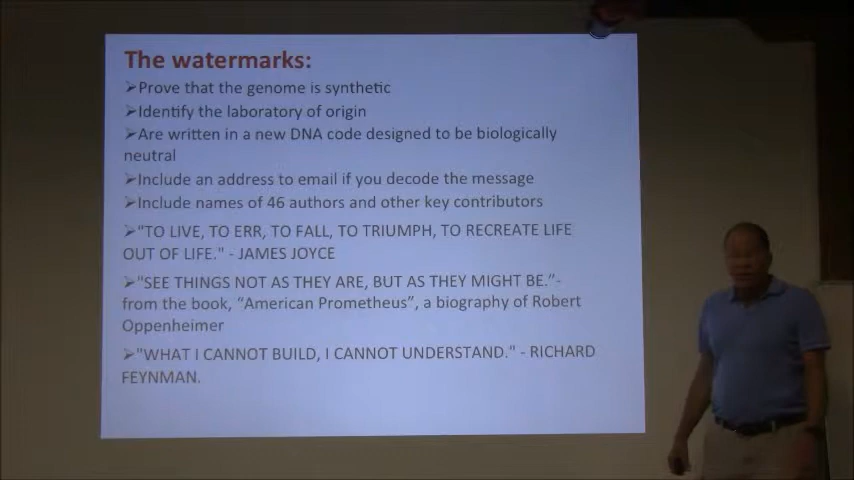 The watermarks:
➢Prove that the genome is synthetic
➢Identify the laboratory of origin
➢Are written in a new DNA code designed to be biologically
neutral
➢Include an address to email if you decode the message
➢Include names of 46 authors and other key contributors
➢"TO LIVE, TO ERR, TO FALL, TO TRIUMPH, TO RECREATE LIFE
OUT OF LIFE." - JAMES JOYCE
➢"SEE THINGS NOT AS THEY ARE, BUT AS THEY MIGHT BE.”-
from the book, “American Prometheus”, a biography of Robert
Oppenheimer
➢"WHAT I CANNOT BUILD, I CANNOT UNDERSTAND." - RICHARD
FEYNMAN.